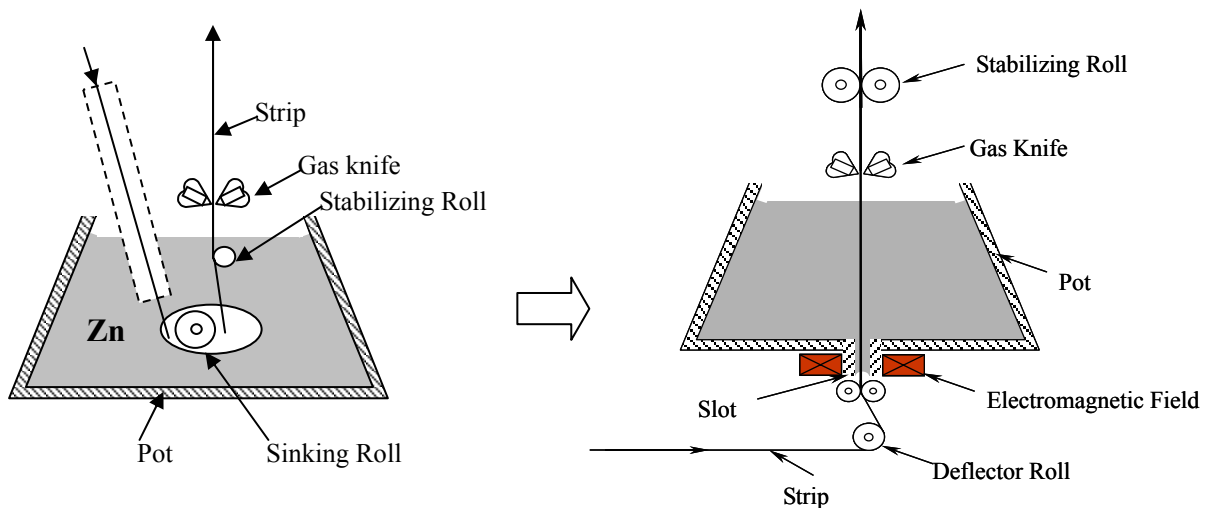 Strip
Gas knife
Stabilizing Roll
Zn
Pot
Sinking Roll
Stabilizing Roll
Gas Knife
Pot
Slot
Electromagnetic Field
Deflector Roll
Strip